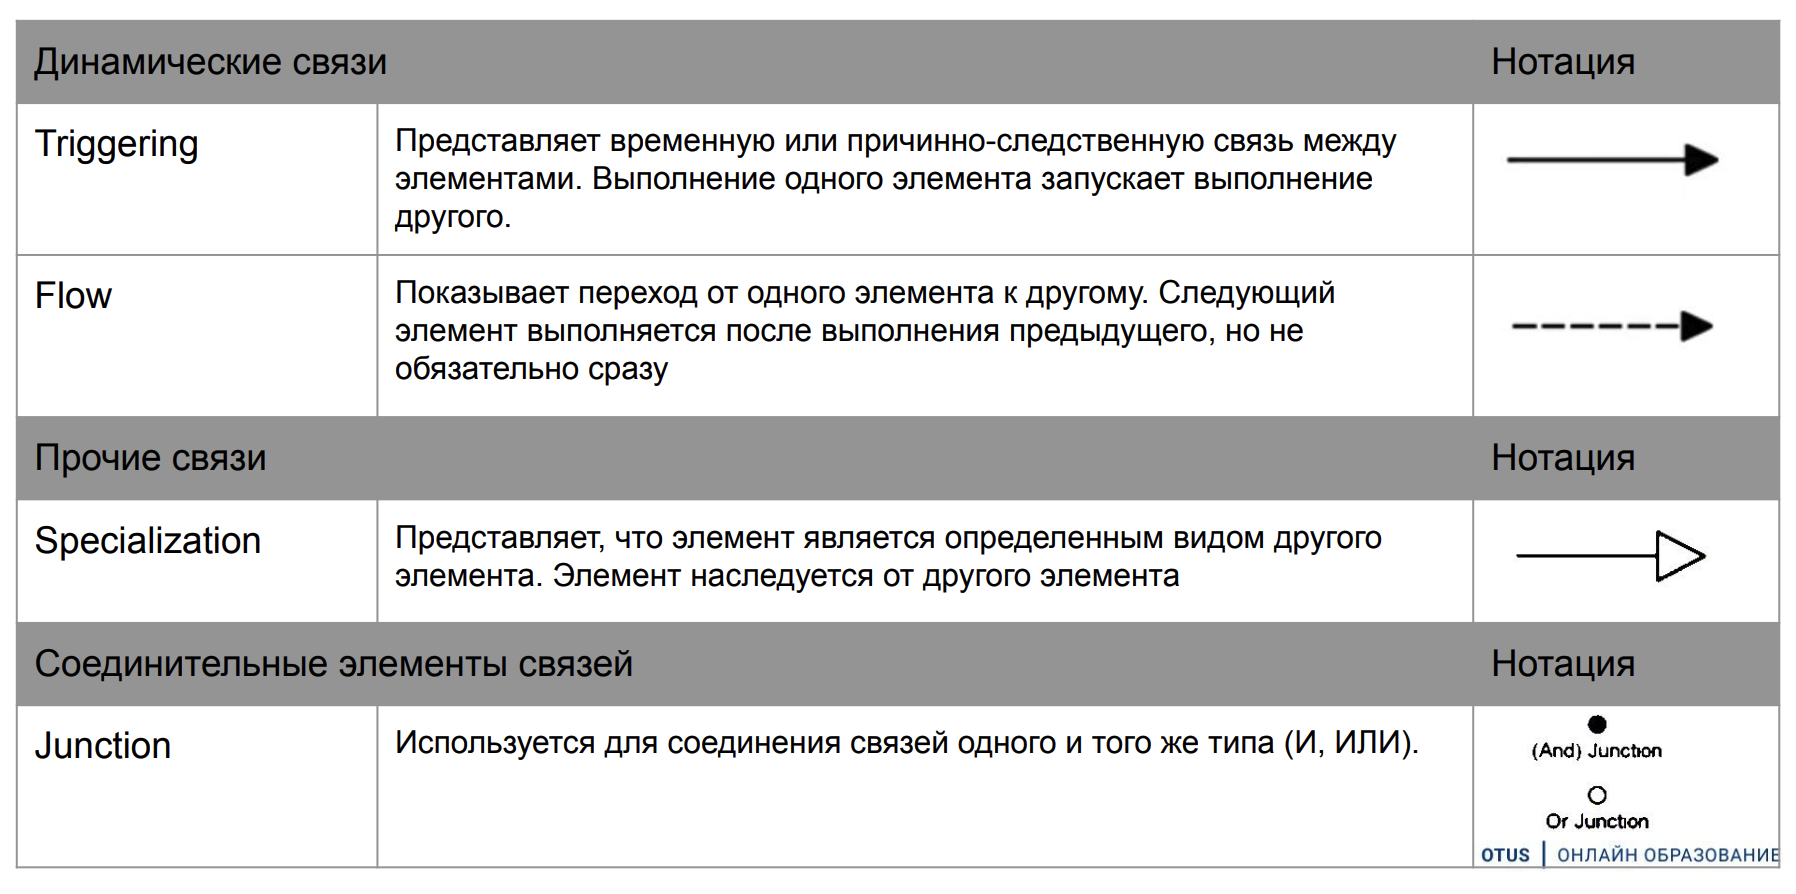 Динамические связи
Нотация
Triggering
Представляет временную или причинно-следственную связь между
элементами. Выполнение одного элемента запускает выполнение
другого.
Flow
Показывает переход от одного элемента к другому. Следующий
элемент выполняется после выполнения предыдущего, но не
обязательно сразу
Прочие связи
Нотация
Specialization
Представляет, что элемент является определенным видом другого
элемента. Элемент наследуется от другого элемента
Соединительные элементы связей
Нотация
Junction
Используется для соединения связей одного и того же типа (И, ИЛИ).
(And) Junction
Or Junction
OTUS | ОНЛАЙН ОБРАЗОВАНИЕ